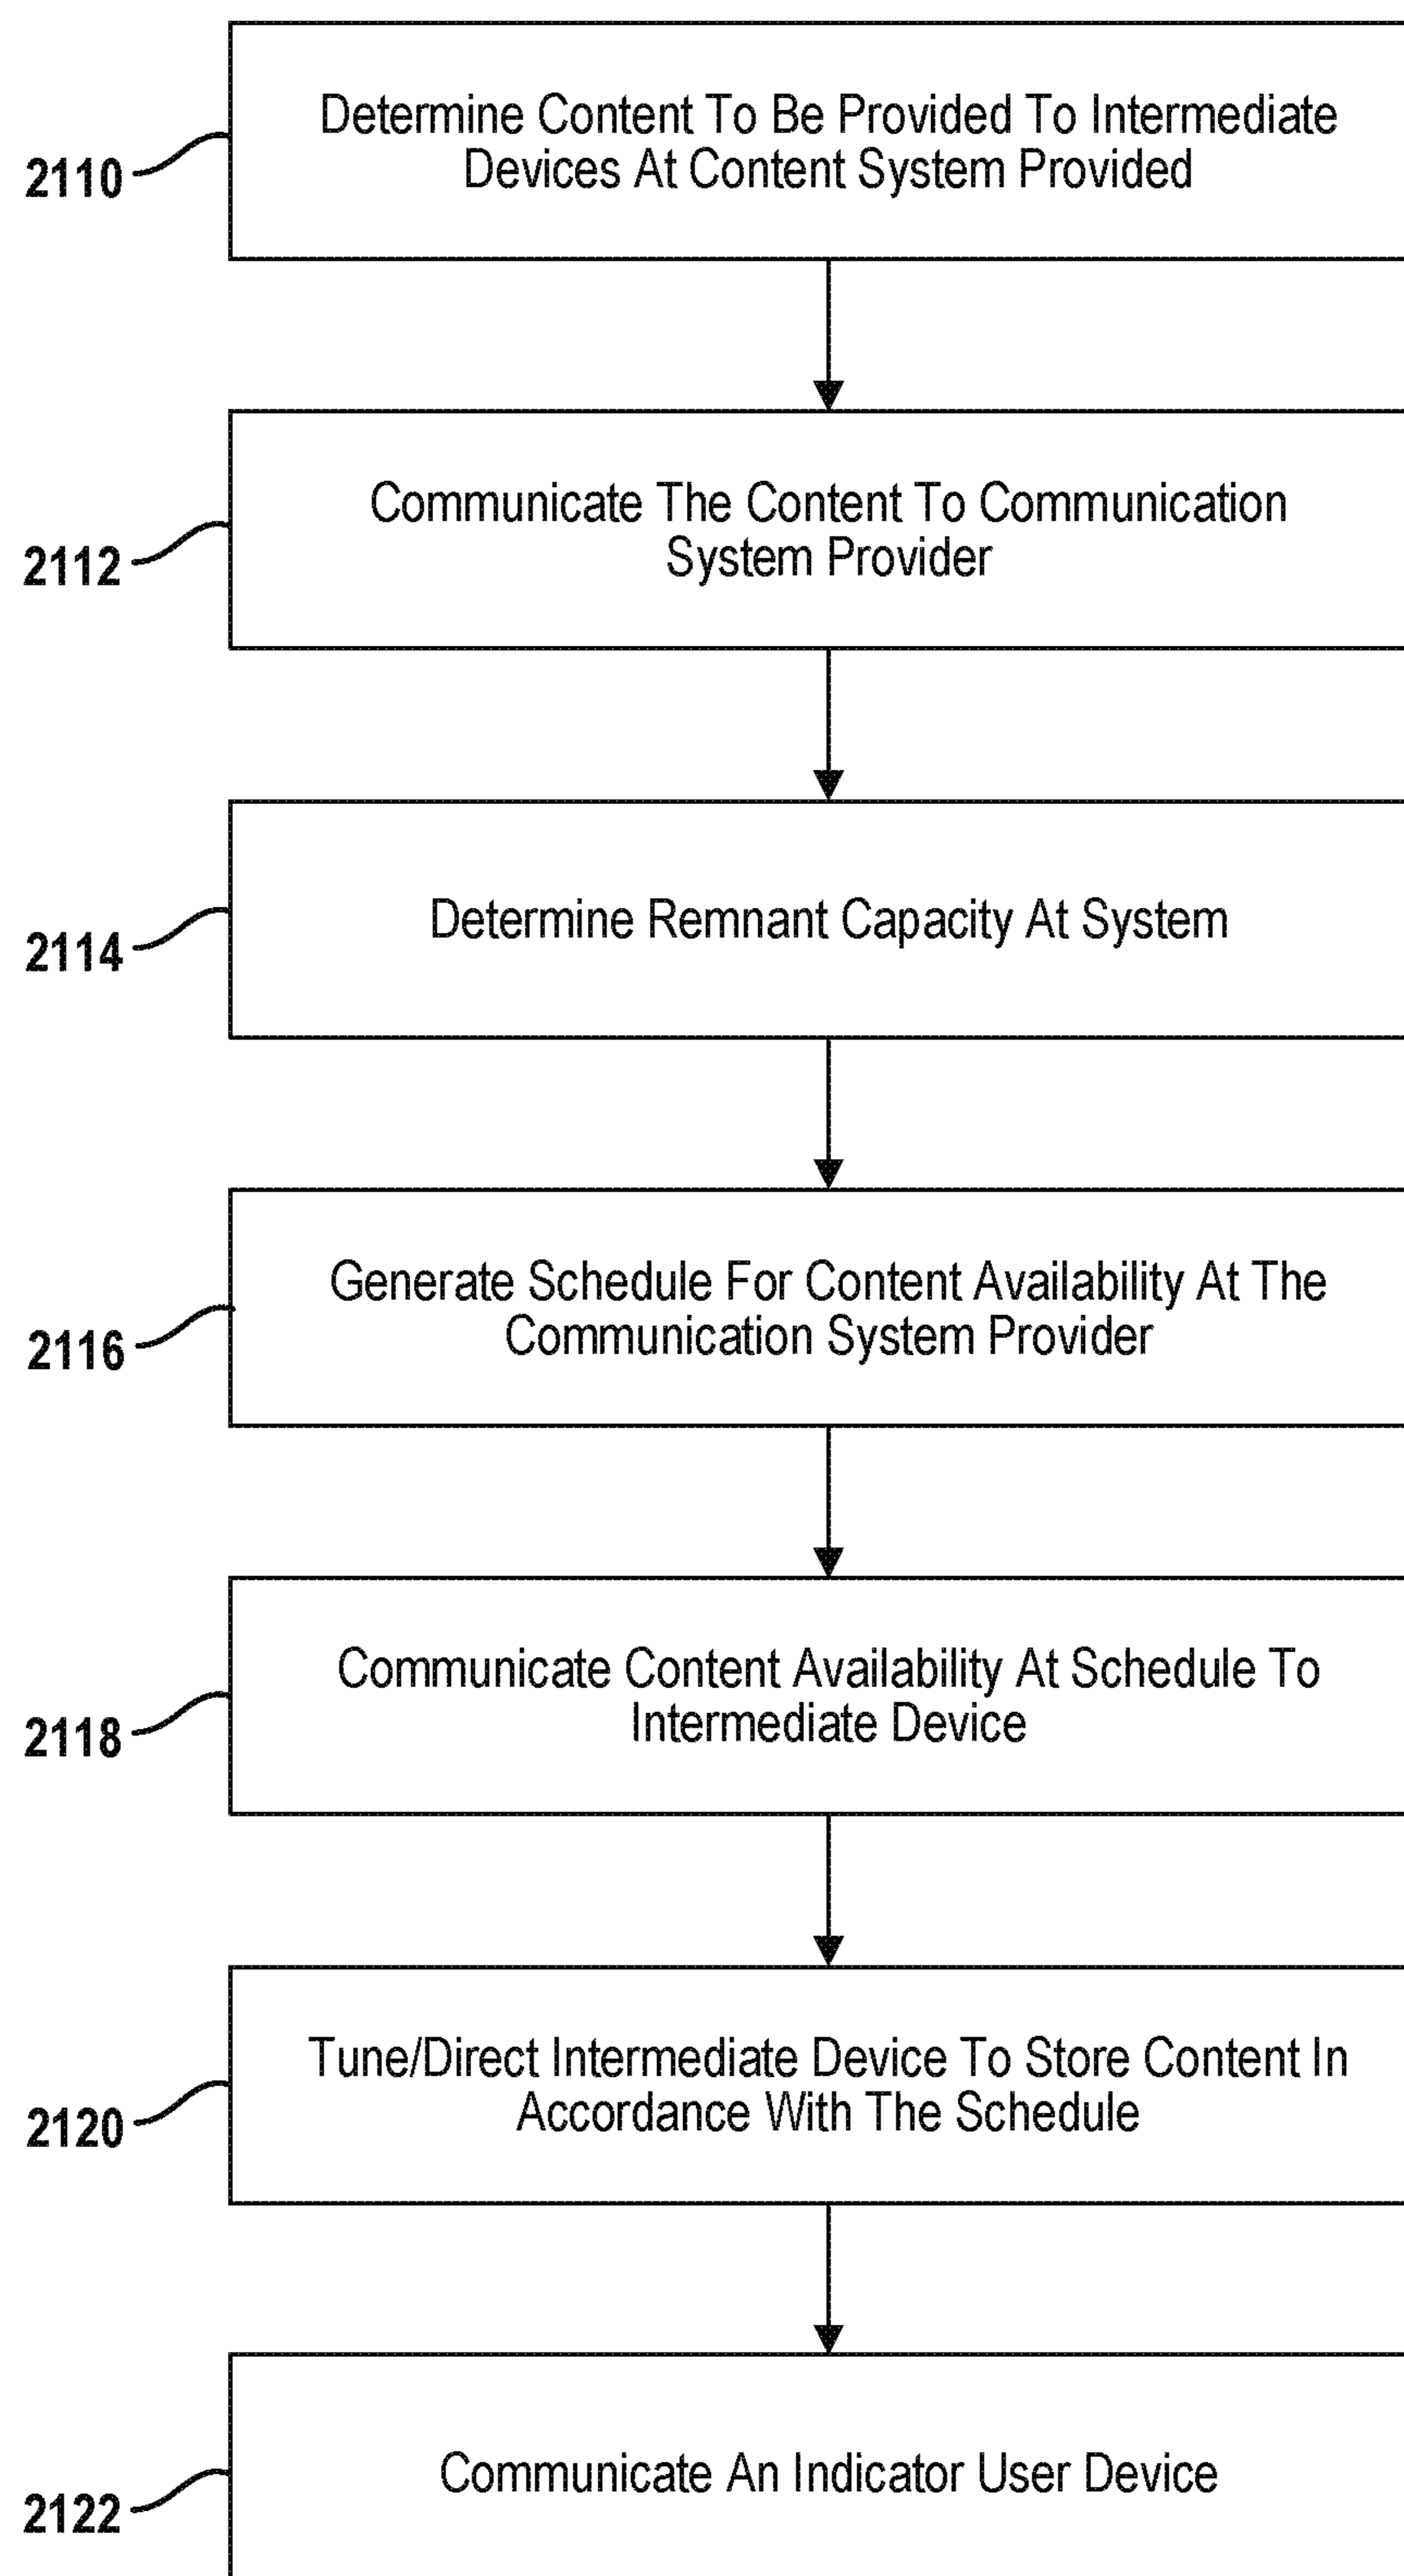 Determine Content To Be Provided To Intermediate
Devices At Content System Provided
2110
Communicate The Content To Communication
System Provider
2112
Determine Remnant Capacity At System
2114
Generate Schedule For Content Availability At The
Communication System Provider
2116
Communicate Content Availability At Schedule To
Intermediate Device
2118
Tune/Direct Intermediate Device To Store Content In
Accordance With The Schedule
2120
Communicate An Indicator User Device
2122